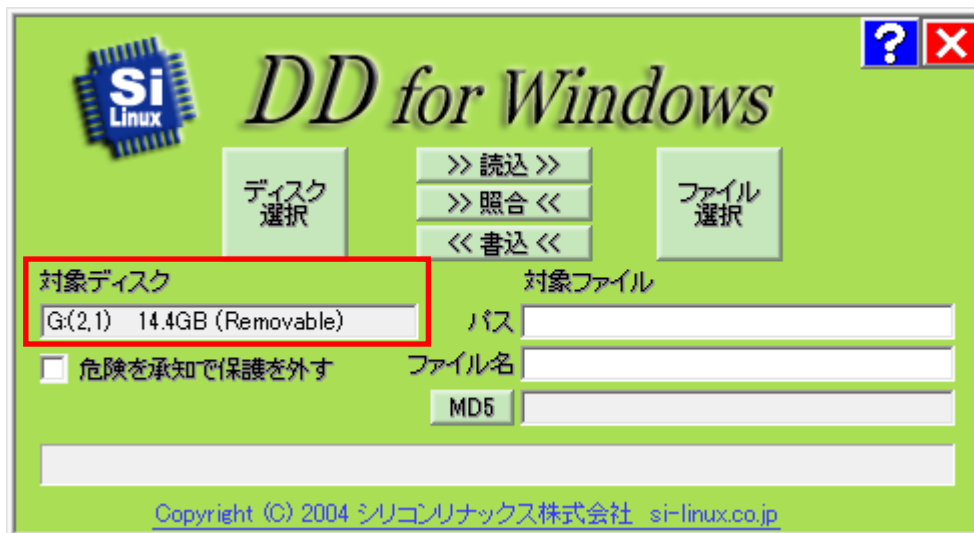 Si
Linux
DD for Windows
?
ディスク
選択
>> 読込 >>
>> 照合 <<
<< 書込 <<
ファイル
選択
対象ディスク
G:(2,1) 14.4GB (Removable)
危険を承知で保護を外す
対象ファイル
パス
ファイル名
MD5
Copyright (C) 2004 シリコンリナックス株式会社 si-linux.co.jp